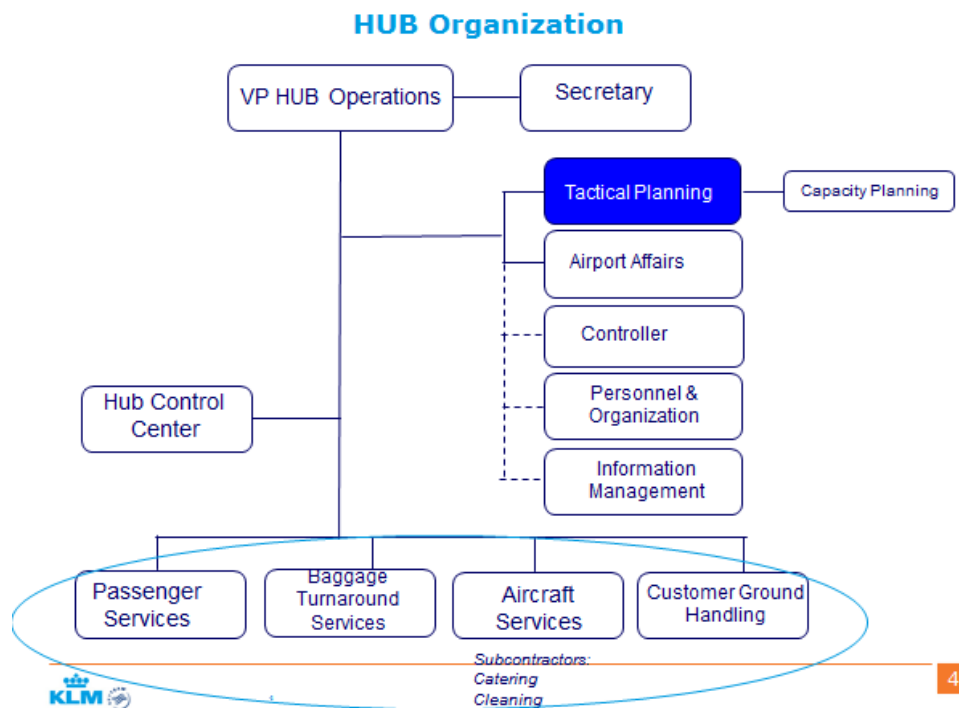 HUB Organization
VP HUB Operations
Secretary
Tactical Planning
Capacity Planning
Airport Affairs
Controller
Personnel &
Organization
Hub Control
Center
Information
Management
Passenger
Services
Baggage
Turnaround
Services
Aircraft
Services
Customer Ground
Handling
Subcontractors:
Catering
Cleaning
KLM
4